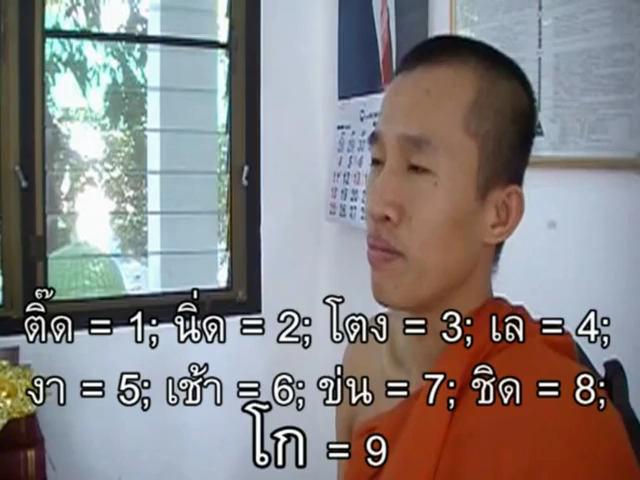 ติ๊ด = 1; นิ่ด = 2; โตง = 3; เล = 4;
งา = 5; เช้า = 6; ข่น = 7; ชิด = 8;
โก = 9